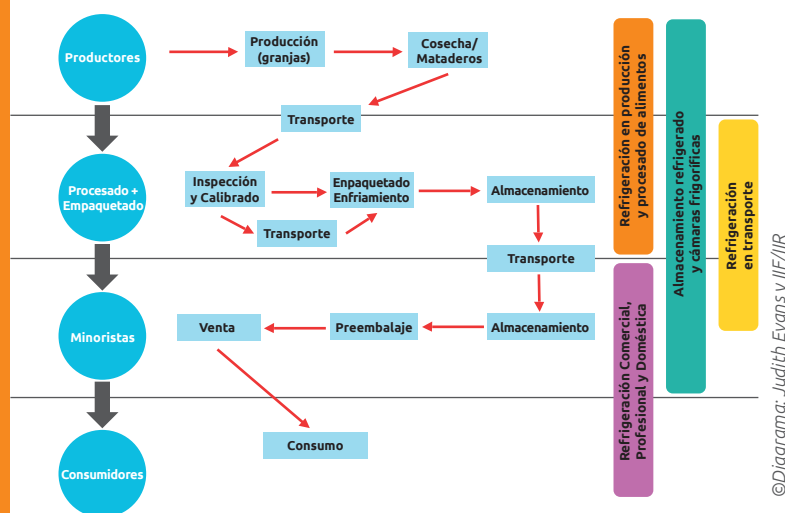 Productores
Producción
(granjas)
Cosecha/
Mataderos
Transporte
Procesado +
Empaquetado
Inspección
y Calibrado
Enpaquetado
Enfriamiento
Almacenamiento
Transporte
Transporte
Minoristas
Venta
Preembalaje
Almacenamiento
Consumo
Consumidores
Refrigeración en producción
y procesado de alimentos
Refrigeración Comercial,
Profesional y Doméstica
Almacenamiento refrigerado
y cámaras frigoríficas
Refrigeración
en transporte
©Diagrama: Judith Evans y IIF/IIR